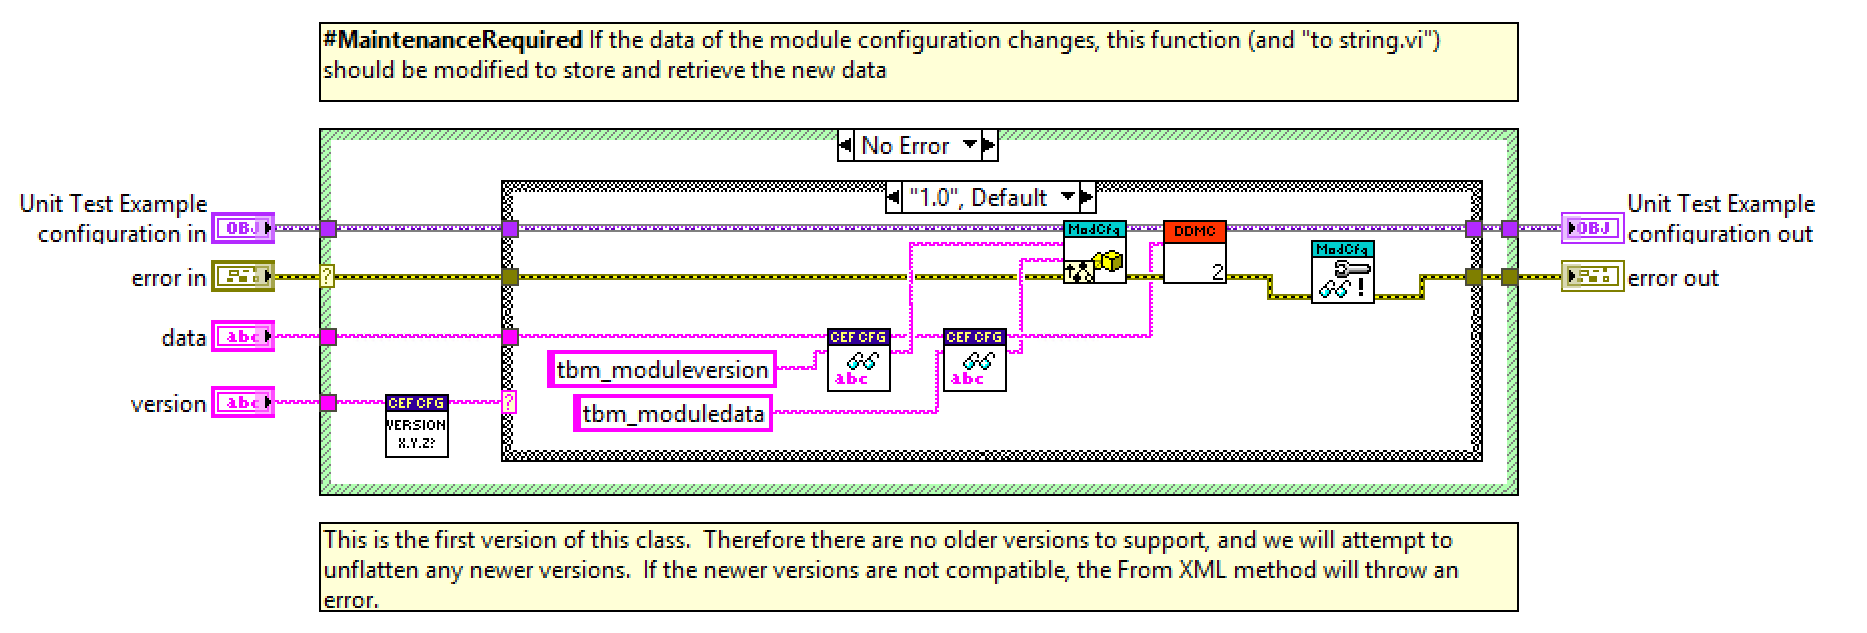 #MaintenanceRequired If the data of the module configuration changes, this function (and "to string.vi")
should be modified to store and retrieve the new data
No Error
"1.0", Default
Unit Test Example
configuration in
OBJ
ModCfg
DDMC
2
ModCfg
!
OBJ
Unit Test Example
configuration out
error in
?
error out
data
abc
CEF CFG
abc
CEF CFG
abc
tbm_moduleversion
tbm_moduledata
version
abc
CEF CFG
VERSION
X.Y.Z?
?
This is the first version of this class.  Therefore there are no older versions to support, and we will attempt to
unflatten any newer versions.  If the newer versions are not compatible, the From XML method will throw an
error.